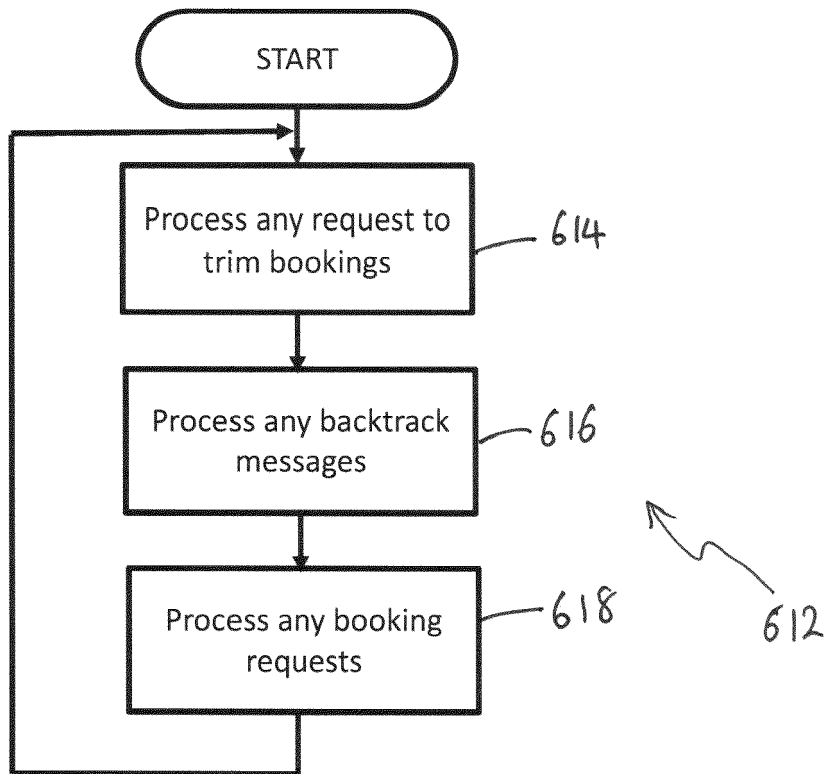 START
Process any request to
trim bookings
614
Process any backtrack
messages
616
Process any booking
requests
618
612